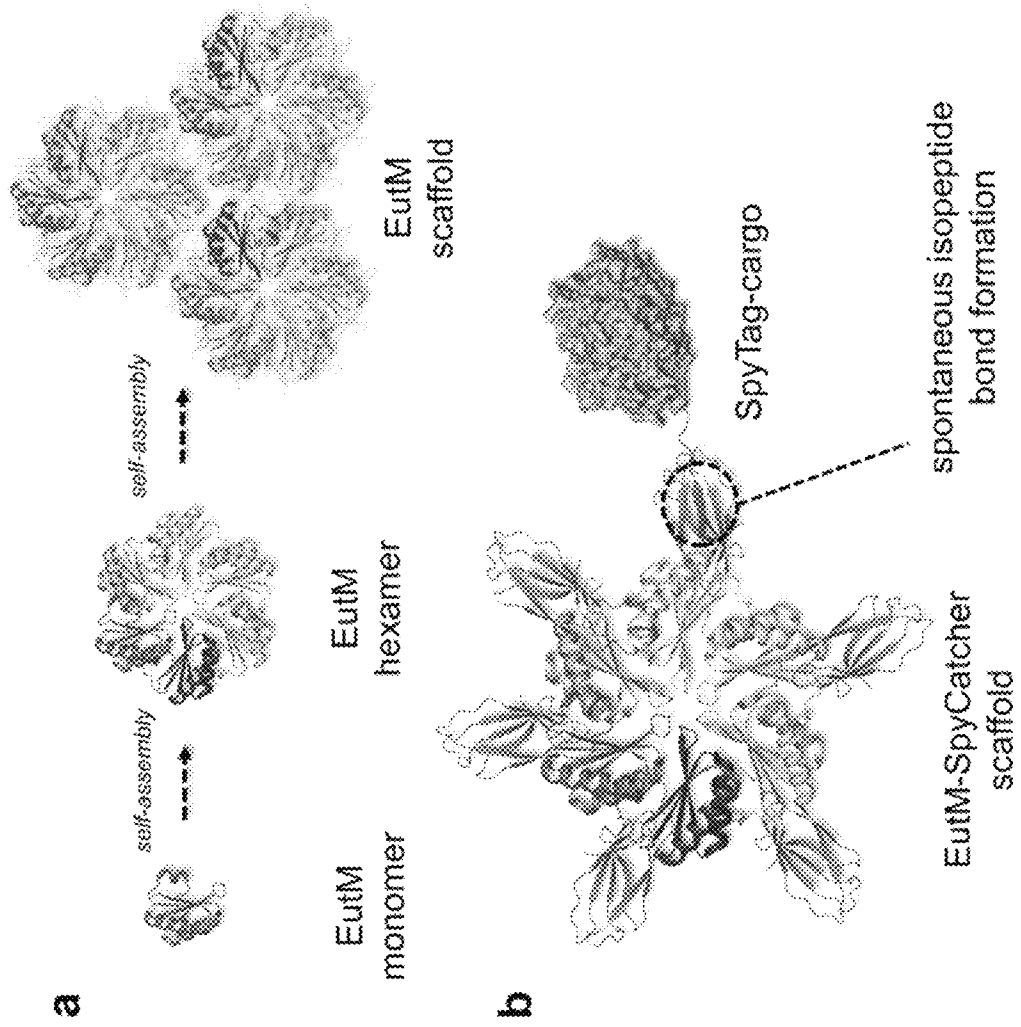 a
self-assembly
self-assembly
EutM
monomer
EutM
hexamer
EutM
scaffold
b
SpyTag-cargo
EutM-SpyCatcher
scaffold
spontaneous isopeptide
bond formation